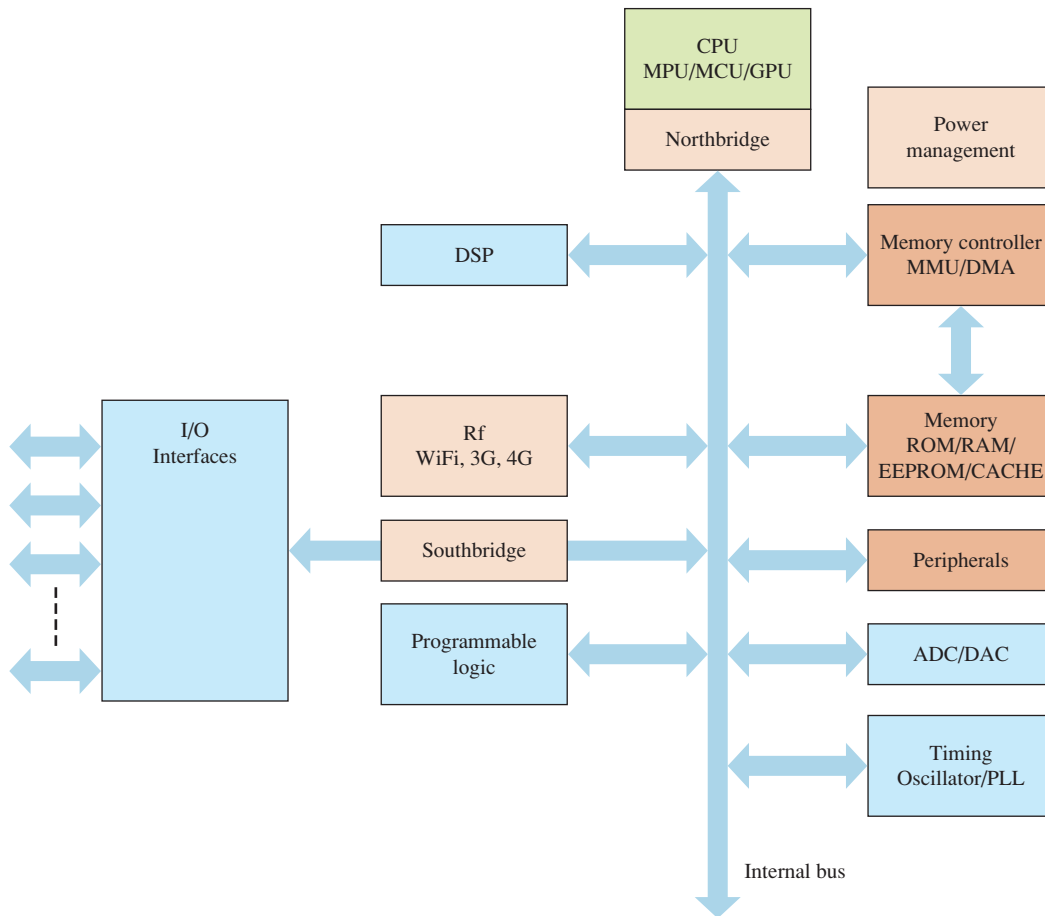 CPU
MPU/MCU/GPU
Northbridge
Power
management
DSP
Memory controller
MMU/DMA
I/O
Interfaces
Rf
WiFi, 3G, 4G
Memory
ROM/RAM/
EEPROM/CACHE
Southbridge
Peripherals
Programmable
logic
ADC/DAC
Timing
Oscillator/PLL
Internal bus